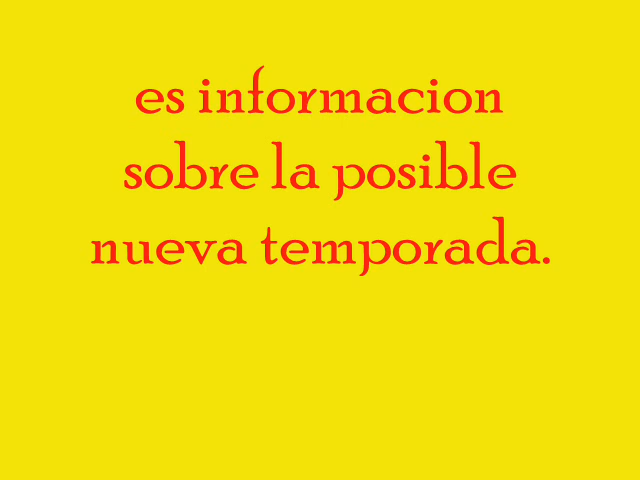 es informacion
sobre la posible
nueva temporada.